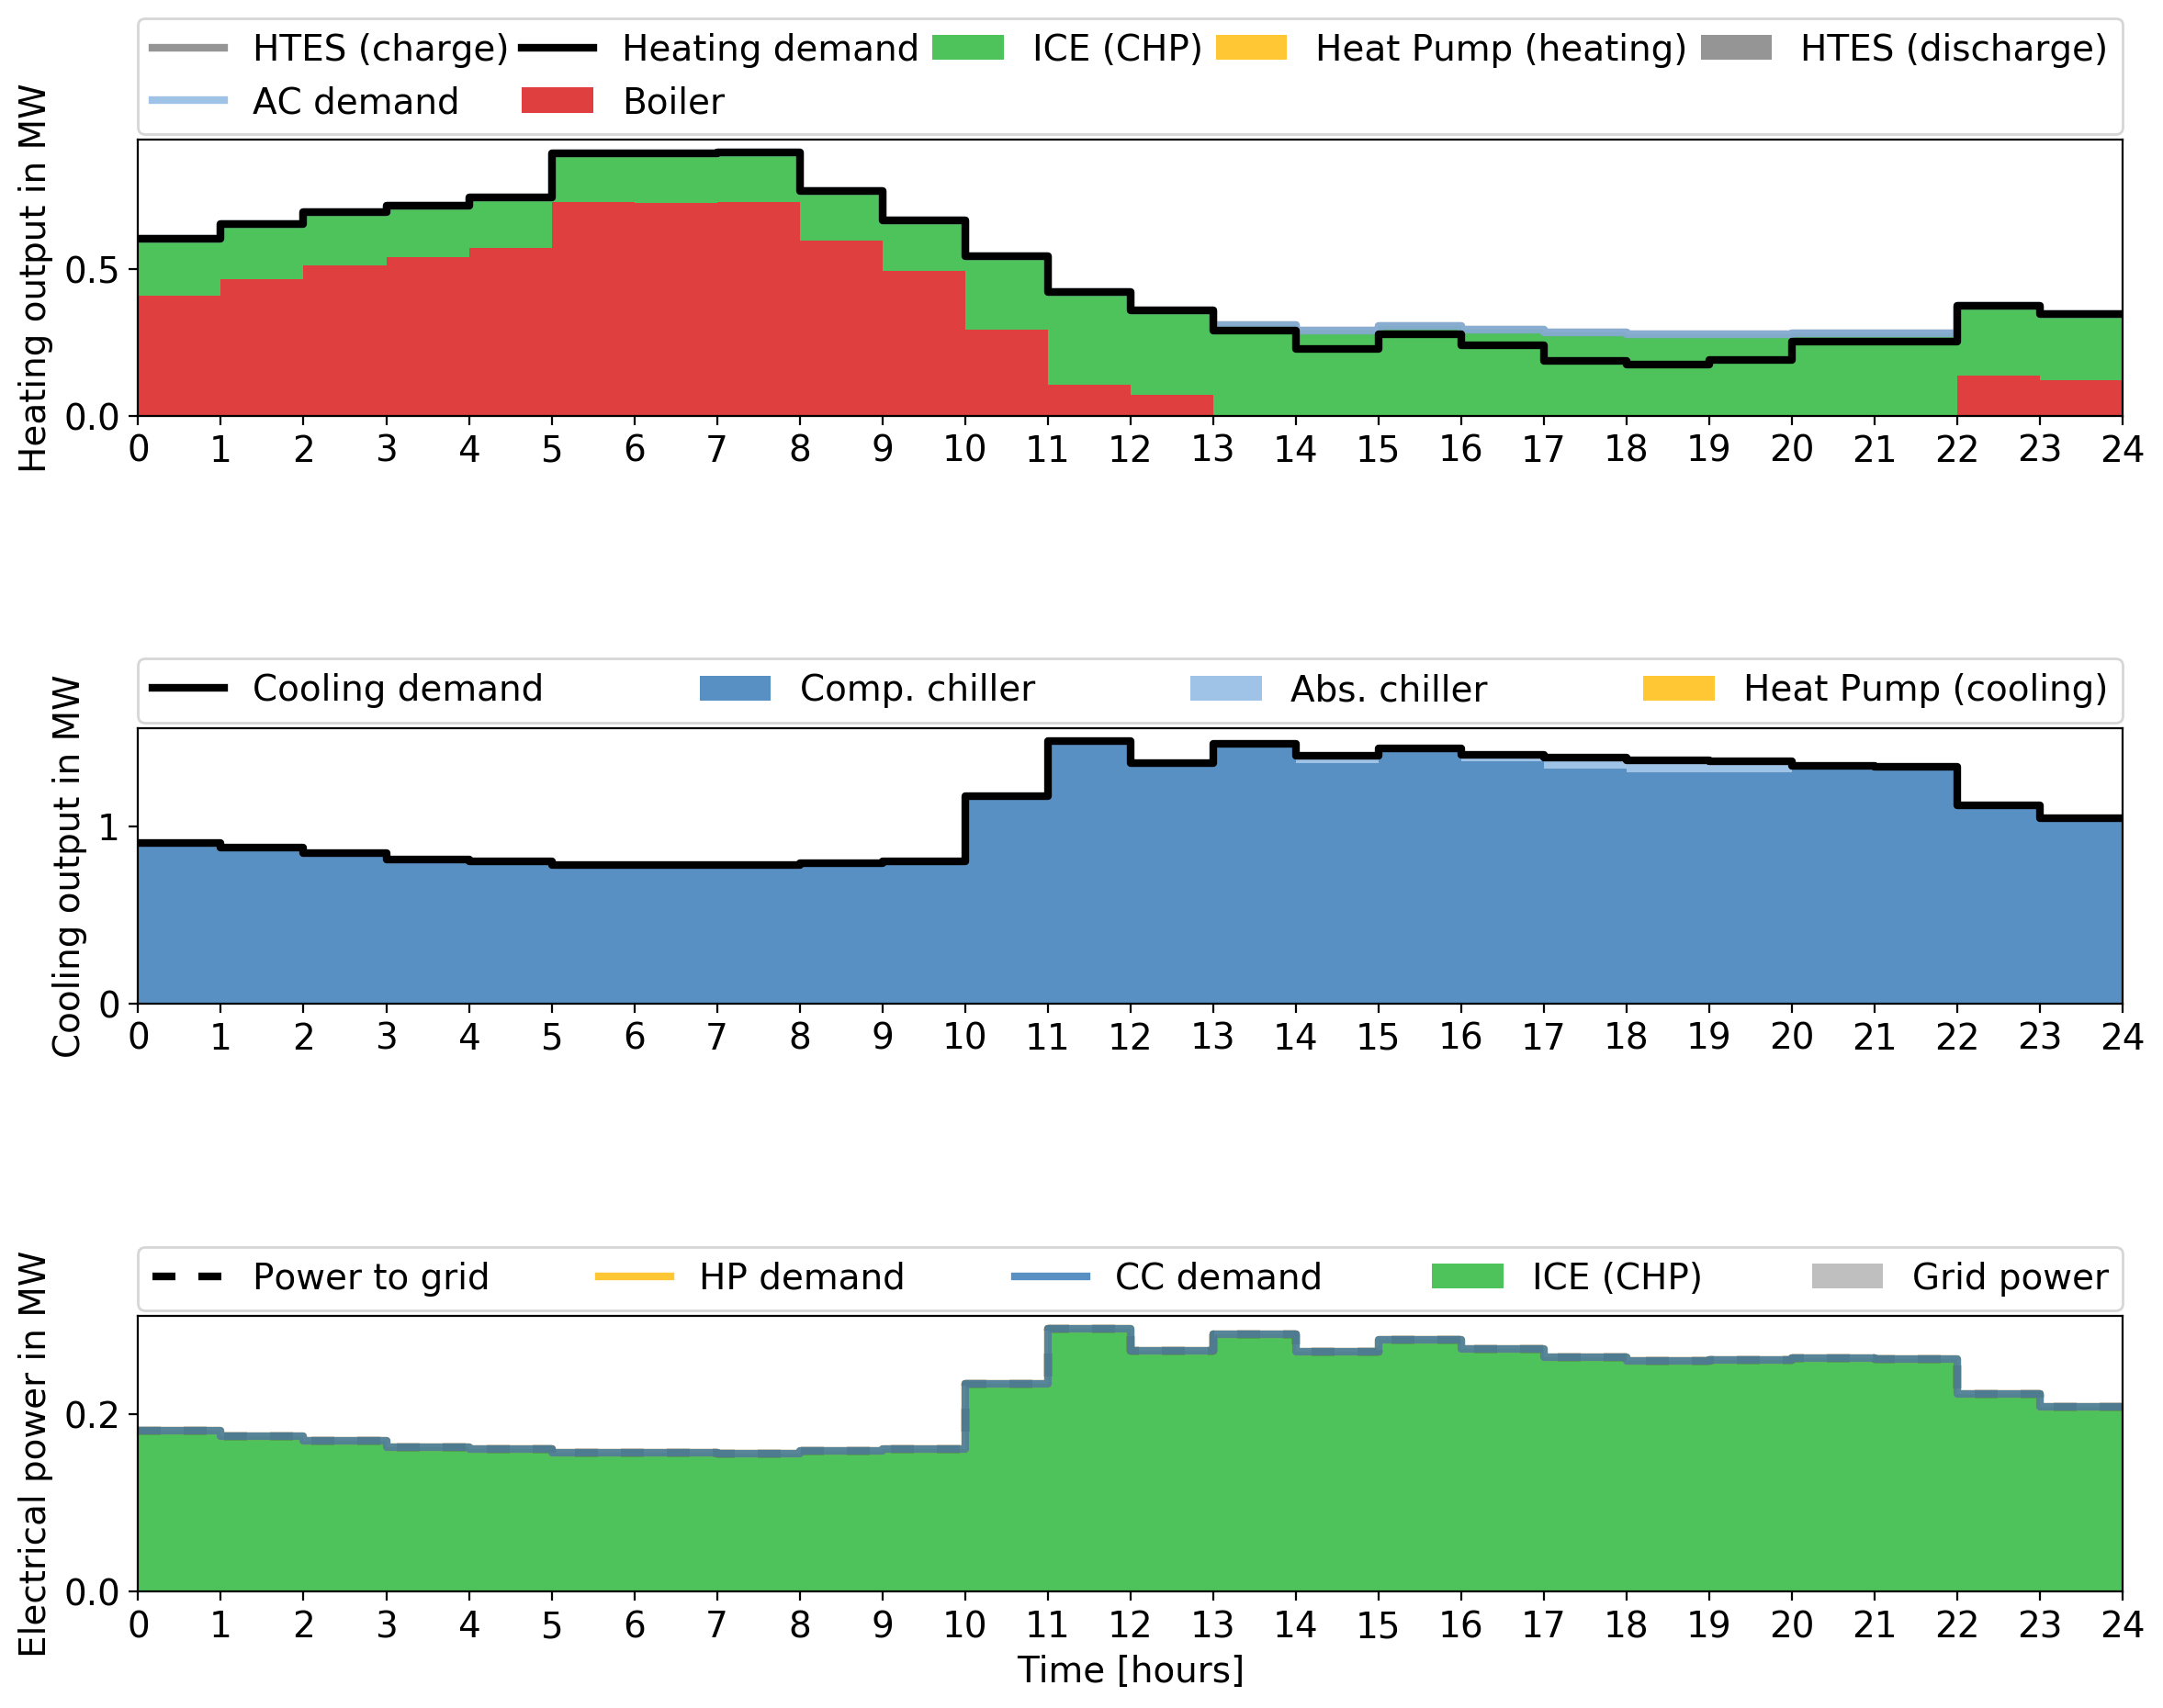 HTES (charge) Heating demand ICE (CHP) Heat Pump (heating) HTES (discharge)
AC demand Boiler
Heating output in MW
0.5
0.0
0 1 2 3 4 5 6 7 8 9 10 11 12 13 14 15 16 17 18 19 20 21 22 23 24
Cooling demand Comp. chiller Abs. chiller Heat Pump (cooling)
Cooling output in MW
1
0
0 1 2 3 4 5 6 7 8 9 10 11 12 13 14 15 16 17 18 19 20 21 22 23 24
Power to grid HP demand CC demand ICE (CHP) Grid power
Electrical power in MW
0.2
0.0
0 1 2 3 4 5 6 7 8 9 10 11 12 13 14 15 16 17 18 19 20 21 22 23 24
Time [hours]